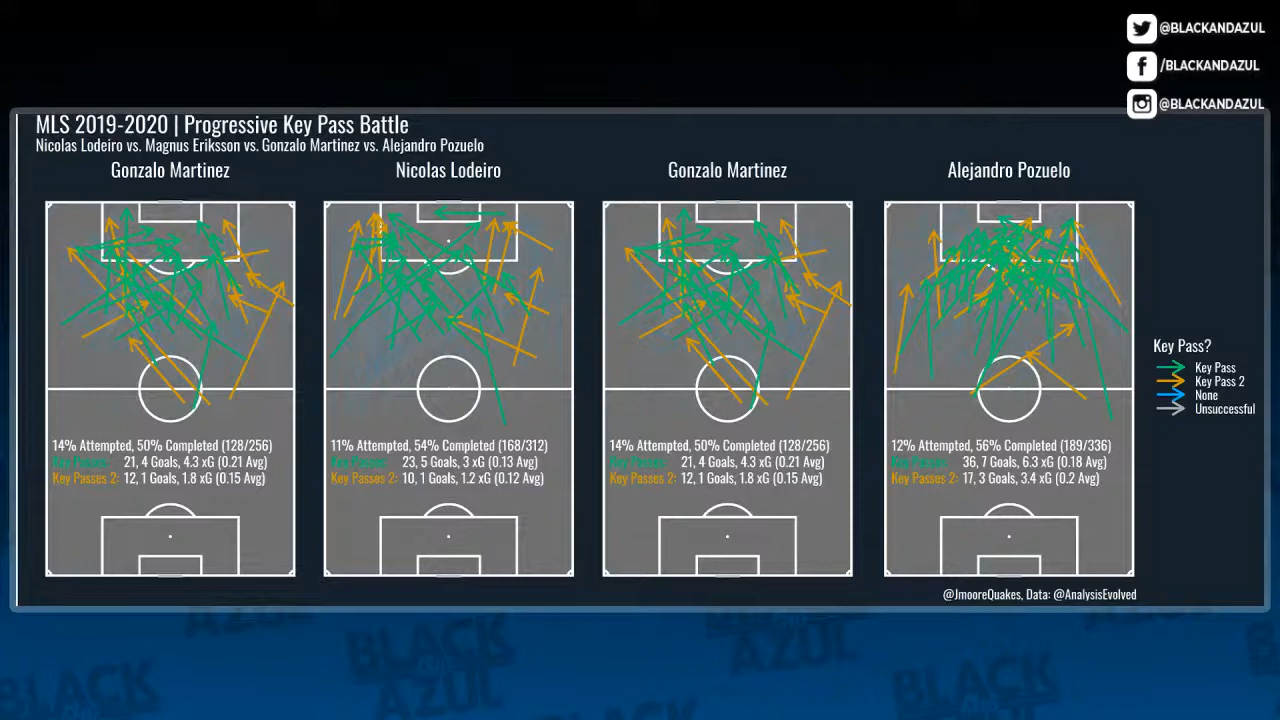 @BLACKANDAZUL
/BLACKANDAZUL
@BLACKANDAZUL
MLS 2019-2020 | Progressive Key Pass Battle
Nicolas Lodeiro vs. Magnus Eriksson vs. Gonzalo Martinez vs. Alejandro Pozuelo
Gonzalo Martinez
Nicolas Lodeiro
Gonzalo Martinez
Alejandro Pozuelo
14% Attempted, 50% Completed (128/256)
Key Passes: 21, 4 Goals, 4.3 xG (0.21 Avg)
Key Passes 2: 12, 1 Goals, 1.8 xG (0.15 Avg)
11% Attempted, 54% Completed (168/312)
Key Passes: 23, 5 Goals, 3 xG (0.13 Avg)
Key Passes 2: 10, 1 Goals, 1.2 xG (0.12 Avg)
14% Attempted, 50% Completed (128/256)
Key Passes: 21, 4 Goals, 4.3 xG (0.21 Avg)
Key Passes 2: 12, 1 Goals, 1.8 xG (0.15 Avg)
12% Attempted, 56% Completed (189/336)
Key Passes: 36, 7 Goals, 6.3 xG (0.18 Avg)
Key Passes 2: 17, 3 Goals, 3.4 xG (0.2 Avg)
Key Pass?
Key Pass
Key Pass 2
None
Unsuccessful
@JmooreQuakes, Data: @AnalysisEvolved
AZUL
BLACK
AZUL
AZUL
BLACK
BLACK